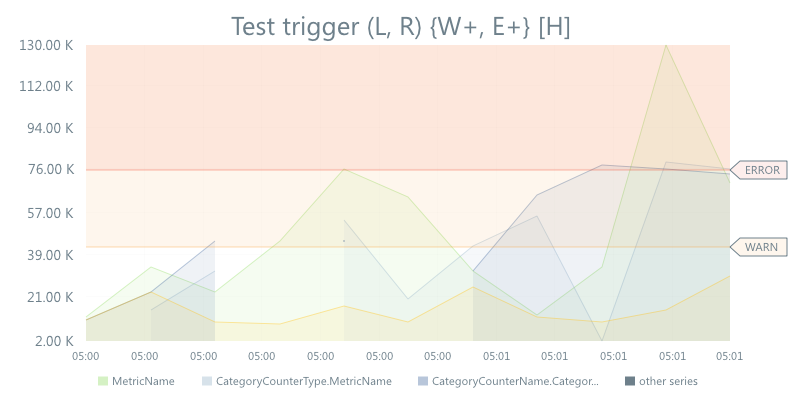 Test trigger (L, R) {W+, E+} [H]
130.00 K
112.00 K
94.00 K
76.00 K
57.00 K
39.00 K
21.00 K
2.00 K
ERROR
WARN
05:00 05:00 05:00 05:00 05:00 05:00 05:00 05:01 05:01 05:01 05:01 05:01
MetricName CategoryCounterType.MetricName CategoryCounterName.Categor... other series